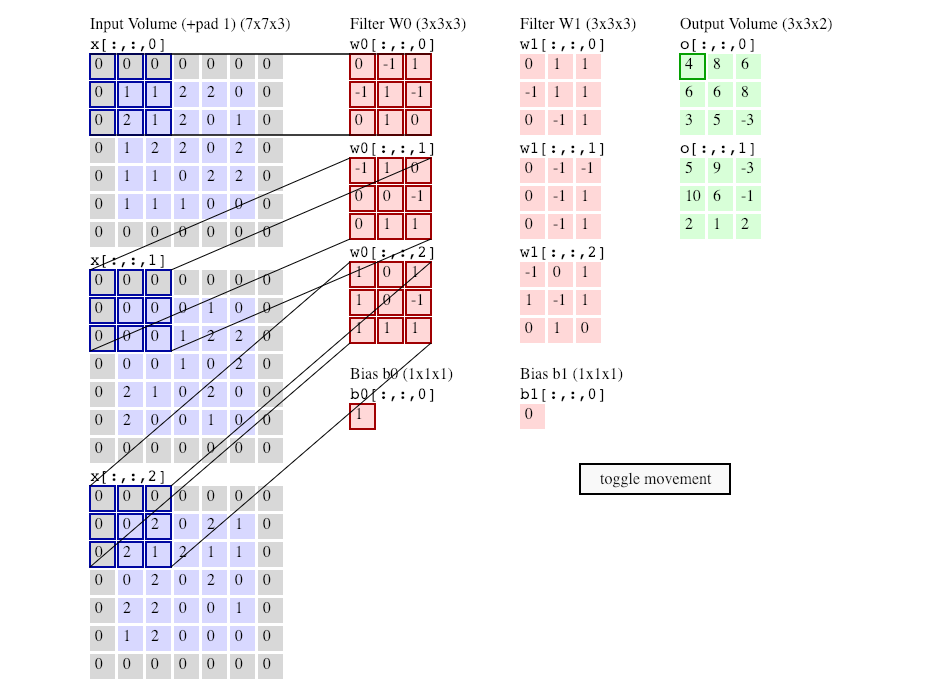 Input Volume (+pad 1) (7x7x3)
x[:,:,0]
0 0 0 0 0 0 0
0 1 1 2 2 0 0
0 2 1 2 0 1 0
0 1 2 2 0 2 0
0 1 1 0 2 2 0
0 1 1 1 0 0 0
0 0 0 0 0 0 0
x[:,:,1]
0 0 0 0 0 0 0
0 0 0 0 1 0 0
0 0 0 1 2 2 0
0 0 0 1 0 2 0
0 2 1 0 2 0 0
0 2 0 0 1 0 0
0 0 0 0 0 0 0
x[:,:,2]
0 0 0 0 0 0 0
0 0 2 0 2 1 0
0 2 1 2 1 1 0
0 0 2 0 2 0 0
0 2 2 0 0 1 0
0 1 2 0 0 0 0
0 0 0 0 0 0 0
Filter W0 (3x3x3)
w0[:,:,0]
0 -1 1
-1 1 -1
0 1 0
w0[:,:,1]
-1 1 0
0 0 -1
0 1 1
w0[:,:,2]
1 0 1
1 0 -1
1 1 1
Bias b0 (1x1x1)
b0[:,:,0]
1
Filter W1 (3x3x3)
w1[:,:,0]
0 1 1
-1 1 1
0 -1 1
w1[:,:,1]
0 -1 -1
0 -1 1
0 -1 1
w1[:,:,2]
-1 0 1
1 -1 1
0 1 0
Bias b1 (1x1x1)
b1[:,:,0]
0
Output Volume (3x3x2)
o[:,:,0]
4 8 6
6 6 8
3 5 -3
o[:,:,1]
5 9 -3
10 6 -1
2 1 2
toggle movement